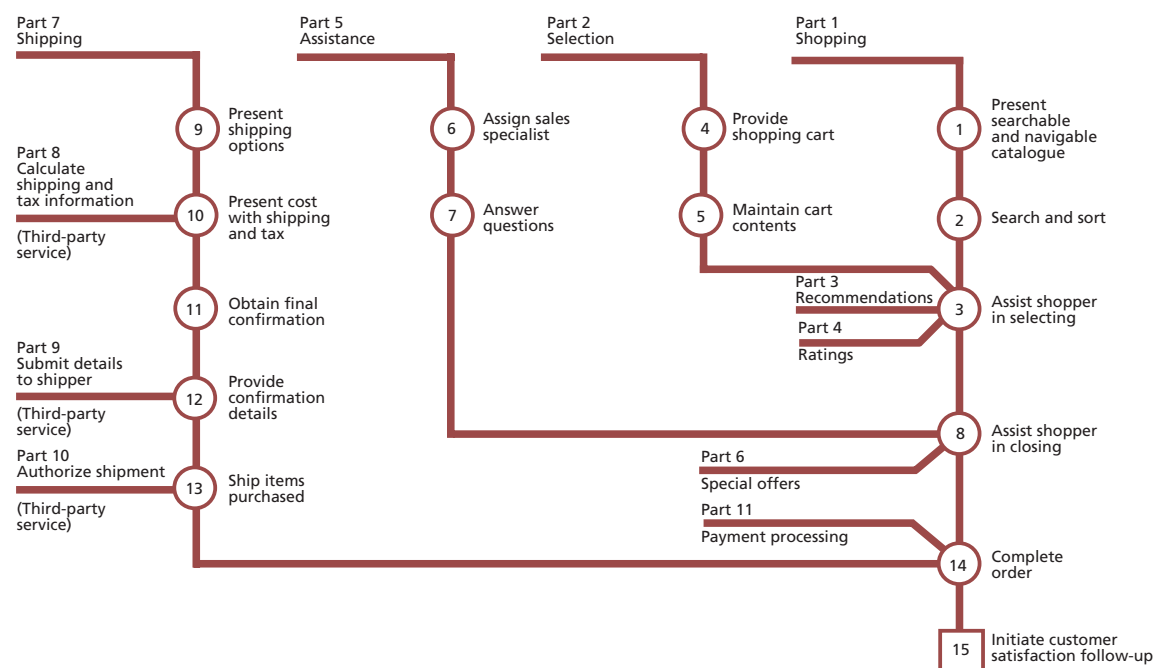 Part 7
Shipping
Part 5
Assistance
Part 2
Selection
Part 1
Shopping
9
Present
shipping
options
6
Assign sales
specialist
4
Provide
shopping cart
1
Present
searchable
and navigable
catalogue
Part 8
Calculate
shipping and
tax information
(Third-party
service)
10
Present cost
with shipping
and tax
7
Answer
questions
5
Maintain cart
contents
2
Search and sort
11
Obtain final
confirmation
Part 3
Recommendations
3
Assist shopper
in selecting
Part 4
Ratings
Part 9
Submit details
to shipper
(Third-party
service)
12
Provide
confirmation
details
8
Assist shopper
in closing
Part 10
Authorize shipment
(Third-party
service)
13
Ship items
purchased
Part 6
Special offers
Part 11
Payment processing
14
Complete
order
15
Initiate customer
satisfaction follow-up